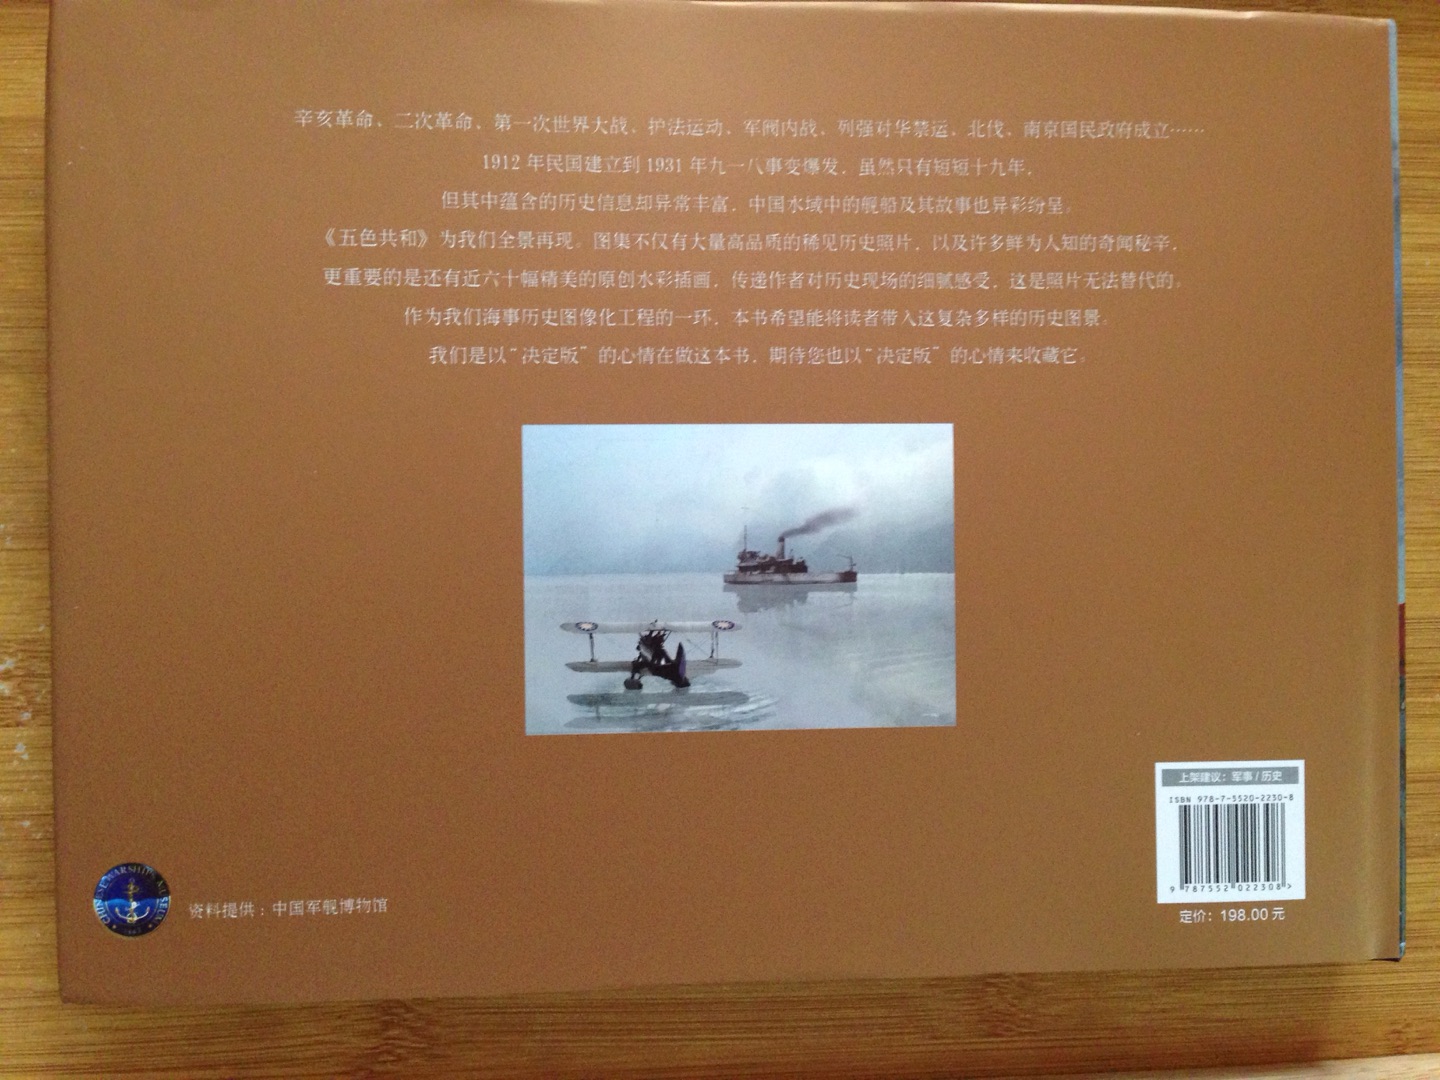 辛亥革命、二次革命、第一次世界大战、护法运动、军阀内战、列强对华禁运、北伐、南京国民政府成立……
1912 年民国建立到 1931 年九一八事变爆发，虽然只有短短十九年，
但其中蕴含的历史信息却异常丰富，中国水域中的舰船及其故事也异彩纷呈。
《五色共和》为我们全景再现。图集不仅有大量高品质的稀见历史照片，以及许多鲜为人知的奇闻秘辛，
更重要的是还有近六十幅精美的原创水彩插画，传递作者对历史现场的细腻感受，这是照片无法替代的。
作为我们海事历史图像化工程的一环，本书希望能将读者带入这复杂多样的历史图景。
我们是以“决定版”的心情在做这本书，期待您也以“决定版”的心情来收藏它。
上架建议：军事/历史
ISBN 978-7-5520-2230-8
9 787552 022308 >
定价：198.00 元
资料提供：中国军舰博物馆